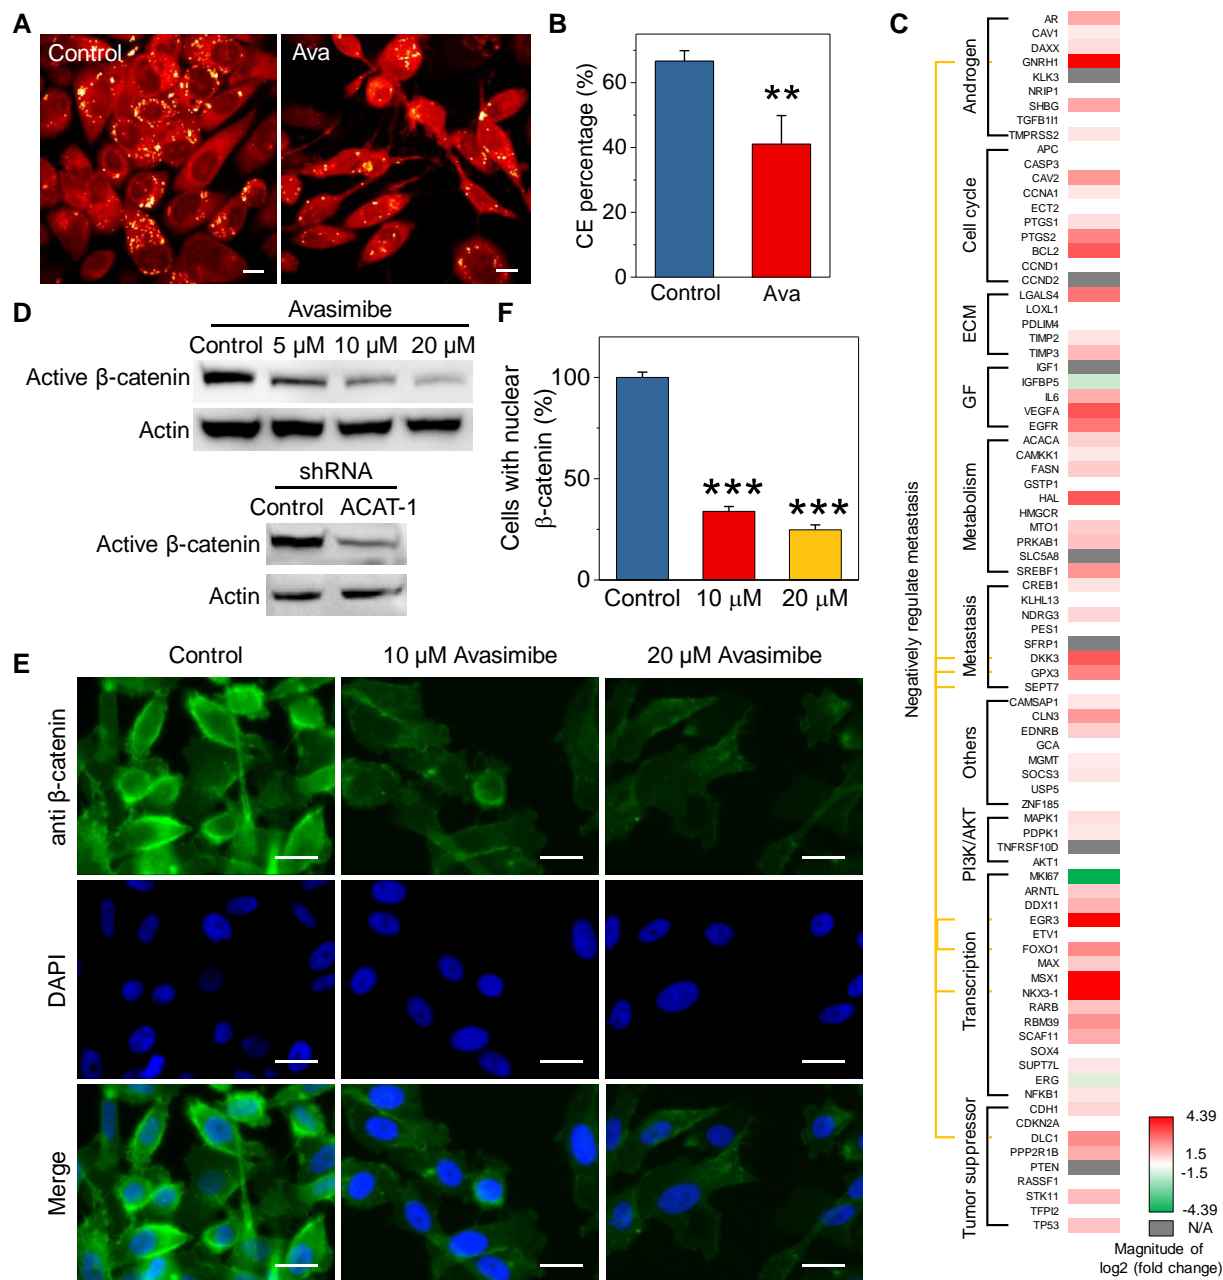 A
Control
Ava
B
CE percentage (%)
60
40
20
0
**
Control
Ava
C
Negatively regulate metastasis
Androgen
AR
CAV1
DAXX
GNRH1
KLK3
NRIP1
SHBG
TGFB1I1
TMPRSS2
Cell cycle
APC
CASP3
CAV2
CCNA1
ECT2
PTGS1
PTGS2
BCL2
CCND1
CCND2
ECM
LGALS4
LOXL1
PDLIM4
TIMP2
TIMP3
GF
IGF1
IGFBP5
IL6
VEGFA
EGFR
Metabolism
ACACA
CAMKK1
FASN
GSTP1
HAL
HMGCR
MTO1
PRKAB1
SLC5A8
SREBF1
Metastasis
CREB1
KLHL13
NDRG3
PES1
SFRP1
DKK3
GPX3
SEPT7
Others
CAMSAP1
CLN3
EDNRB
GCA
MGMT
SOCS3
USP5
ZNF185
PI3K/AKT
MAPK1
PDPK1
TNFRSF10D
AKT1
Transcription
MKI67
ARNTL
DDX11
EGR3
ETV1
FOXO1
MAX
MSX1
NKX3-1
RARB
RBM39
SCAF11
SOX4
SUPT7L
ERG
NFKB1
Tumor suppressor
CDH1
CDKN2A
DLC1
PPP2R1B
PTEN
RASSF1
STK11
TFPI2
TP53
4.39
1.5
-1.5
-4.39
N/A
Magnitude of
log2 (fold change)
D
Avasimibe
Control 5 µM 10 µM 20 µM
Active β-catenin
Actin
shRNA
Control ACAT-1
Active β-catenin
Actin
F
Cells with nuclear
β-catenin (%)
100
50
0
***
***
Control 10 µM 20 µM
E
Control
10 µM Avasimibe
20 µM Avasimibe
anti β-catenin
DAPI
Merge